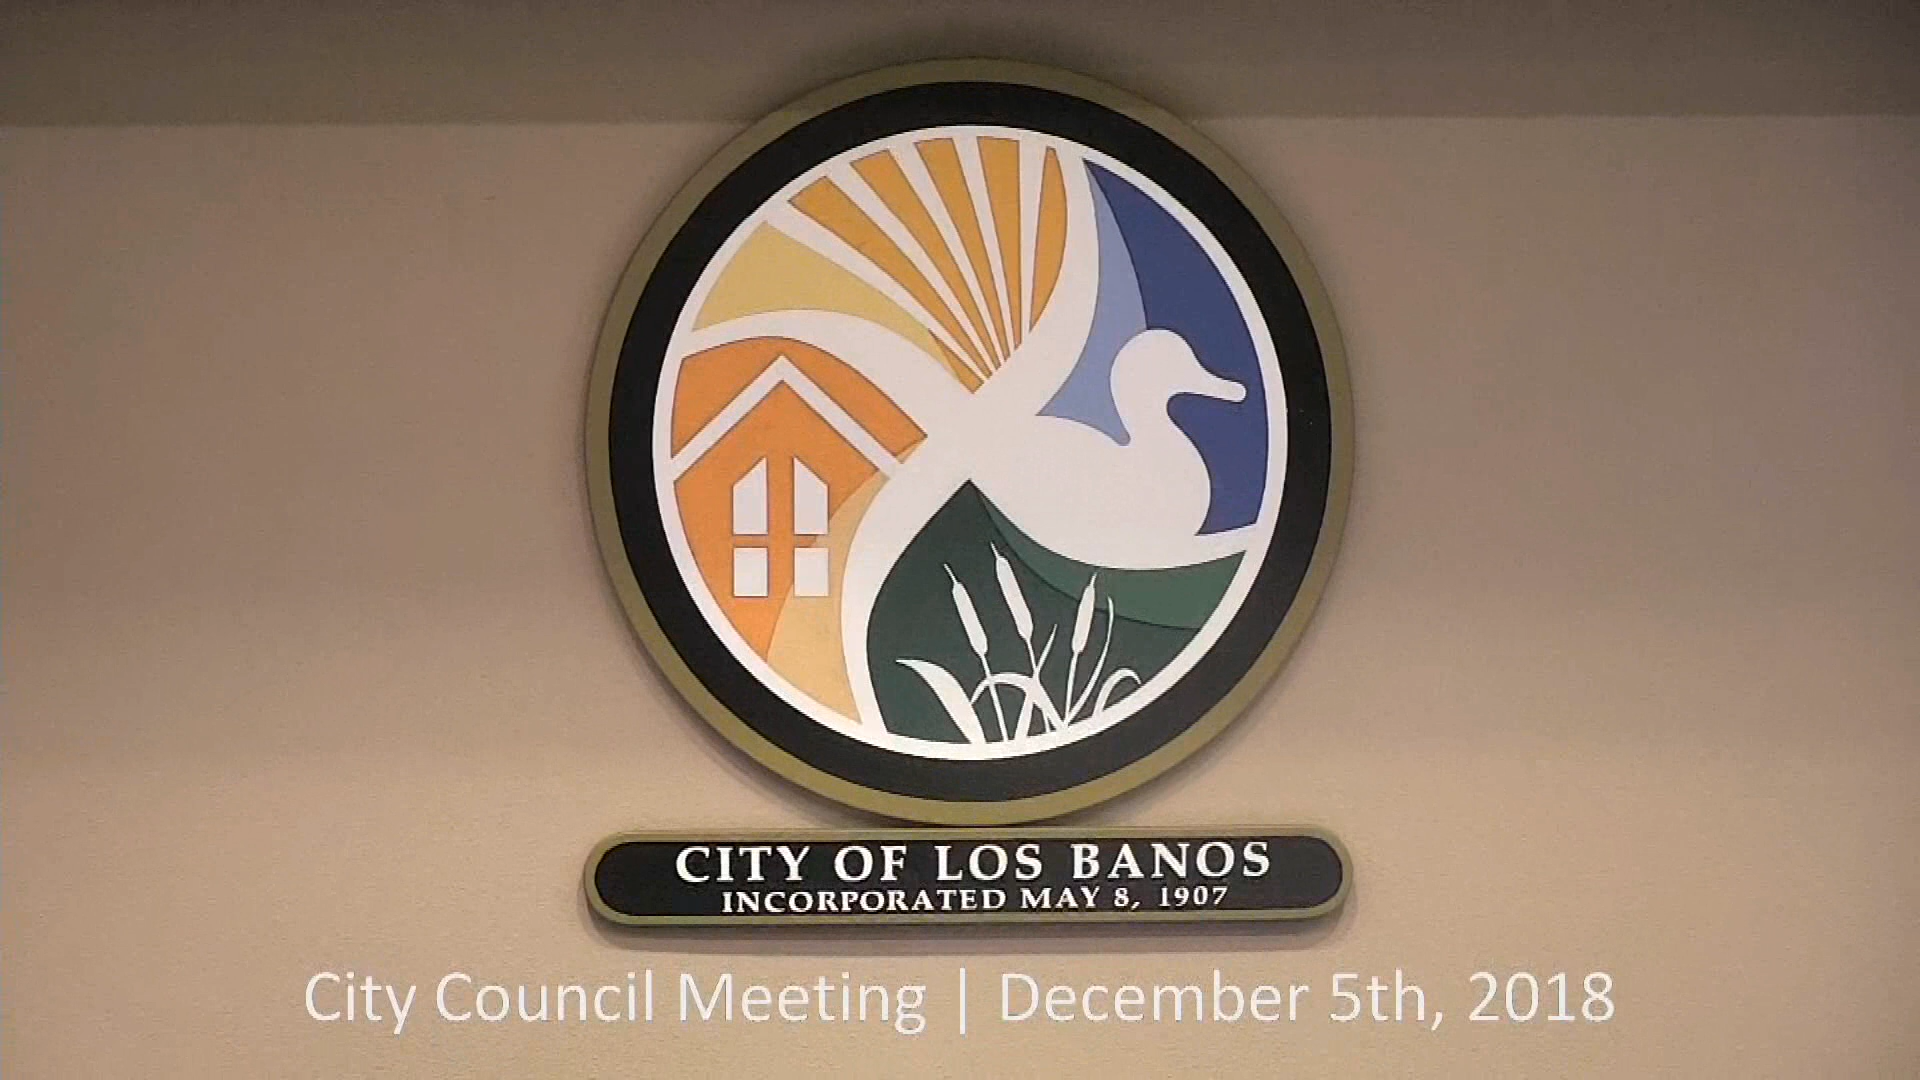 CITY OF LOS BANOS
INCORPORATED MAY 8, 1907
City Council Meeting | December 5th, 2018